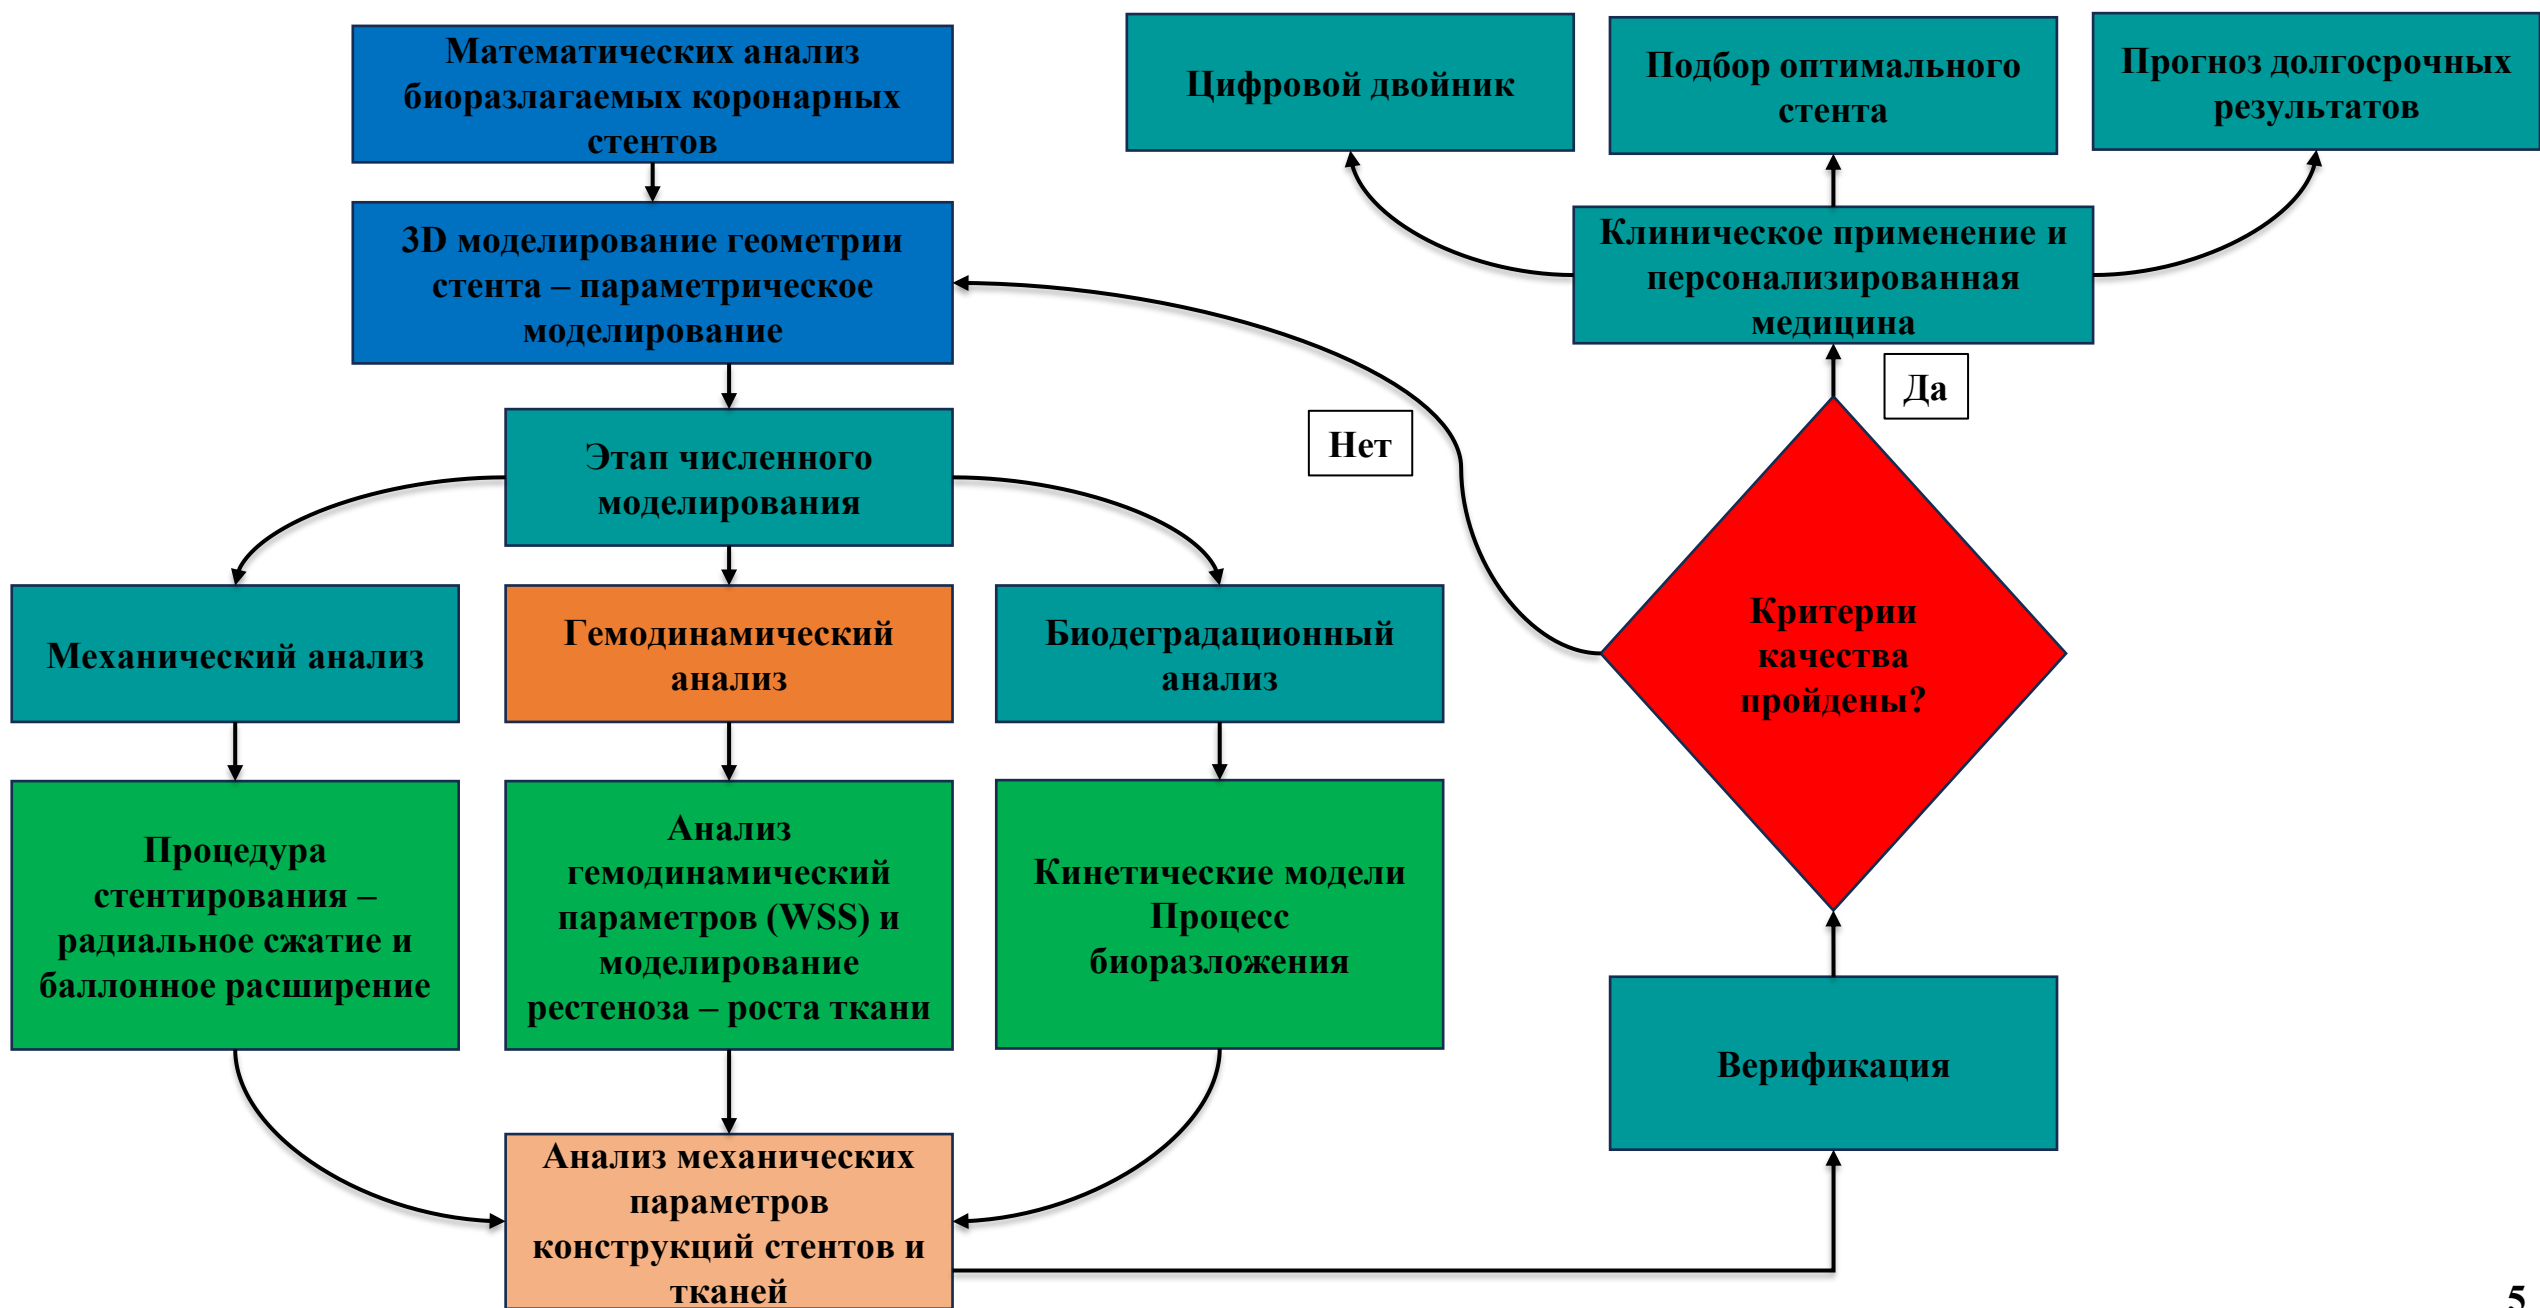 Математических анализ
биоразлагаемых коронарных
стентов
3D моделирование геометрии
стента – параметрическое
моделирование
Этап численного
моделирования
Механический анализ
Гемодинамический
анализ
Биодеградационный
анализ
Процедура
стентирования –
радиальное сжатие и
баллонное расширение
Анализ
гемодинамический
параметров (WSS) и
моделирование
рестеноза – роста ткани
Кинетические модели
Процесс
биоразложения
Анализ механических
параметров
конструкций стентов и
тканей
Верификация
Критерии
качества
пройдены?
Нет
Да
Клиническое применение и
персонализированная
медицина
Цифровой двойник
Подбор оптимального
стента
Прогноз долгосрочных
результатов
5